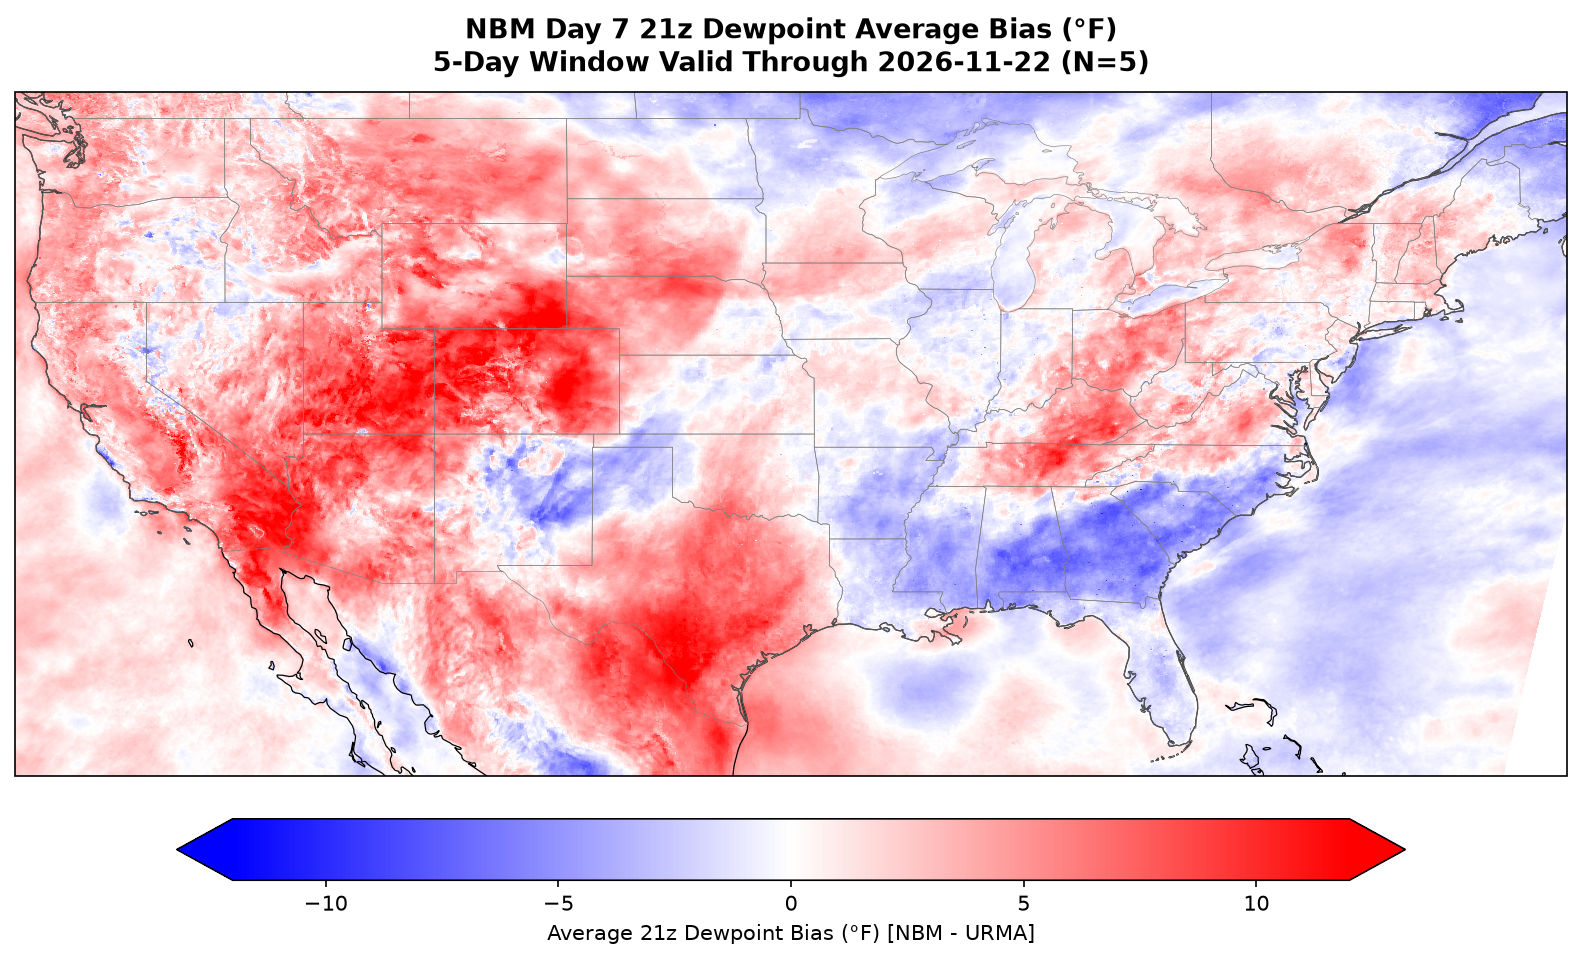 NBM Day 7 21z Dewpoint Average Bias (°F)
5-Day Window Valid Through 2026-11-22 (N=5)
−10 −5 0 5 10
Average 21z Dewpoint Bias (°F) [NBM - URMA]